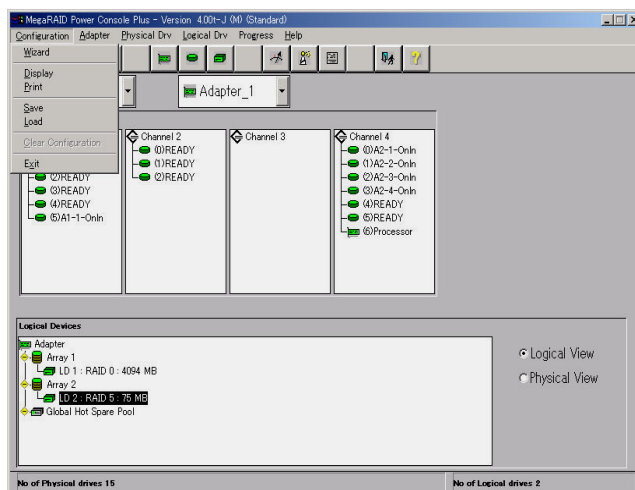 MegaRAID Power Console Plus - Version 4.00t-J (M) (Standard)
Configuration Adapter Physical Drv Logical Drv Progress Help
Wizard
Display
Print
Save
Load
Clear Configuration
Exit
Adapter_1
(2)READY
(3)READY
(4)READY
(5)A1-1-Onln
Channel 2
(0)READY
(1)READY
(2)READY
Channel 3
Channel 4
(0)A2-1-Onln
(1)A2-2-Onln
(2)A2-3-Onln
(3)A2-4-Onln
(4)READY
(5)READY
(6)Processor
Logical Devices
Adapter
Array 1
LD 1 : RAID 0 : 4094 MB
Array 2
LD 2 : RAID 5 : 75 MB
Global Hot Spare Pool
Logical View
Physical View
No of Physical drives 15
No of Logical drives 2